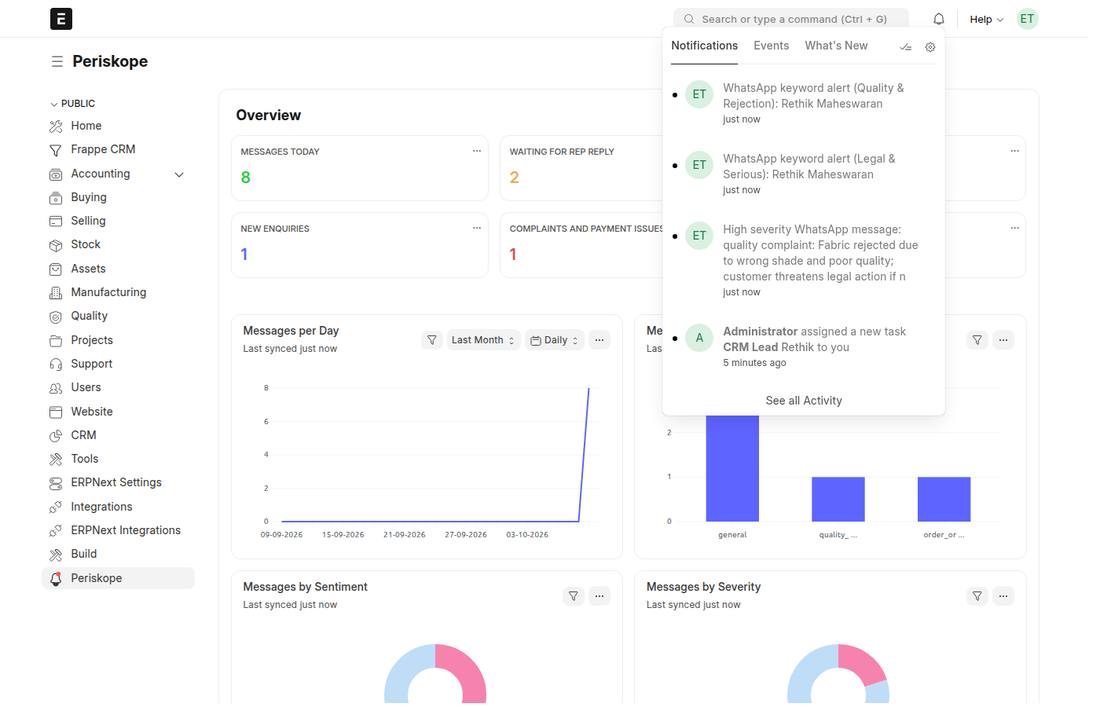 E
Search or type a command (Ctrl + G)
Help
ET
Periskope
Notifications
Events
What's New
PUBLIC
Home
Frappe CRM
Accounting
Buying
Selling
Stock
Assets
Manufacturing
Quality
Projects
Support
Users
Website
CRM
Tools
ERPNext Settings
Integrations
ERPNext Integrations
Build
Periskope
Overview
MESSAGES TODAY
8
WAITING FOR REP REPLY
2
NEW ENQUIRIES
1
COMPLAINTS AND PAYMENT ISSUES
1
ET
WhatsApp keyword alert (Quality &
Rejection): Rethik Maheswaran
just now
ET
WhatsApp keyword alert (Legal &
Serious): Rethik Maheswaran
just now
ET
High severity WhatsApp message:
quality complaint: Fabric rejected due
to wrong shade and poor quality;
customer threatens legal action if n
just now
A
Administrator assigned a new task
CRM Lead Rethik to you
5 minutes ago
See all Activity
Messages per Day
Last synced just now
Last Month
Daily
8
6
4
2
0
09-09-2026
15-09-2026
21-09-2026
27-09-2026
03-10-2026
Me
Las
2
1
0
general
quality_ ...
order_or ...
Messages by Sentiment
Last synced just now
Messages by Severity
Last synced just now